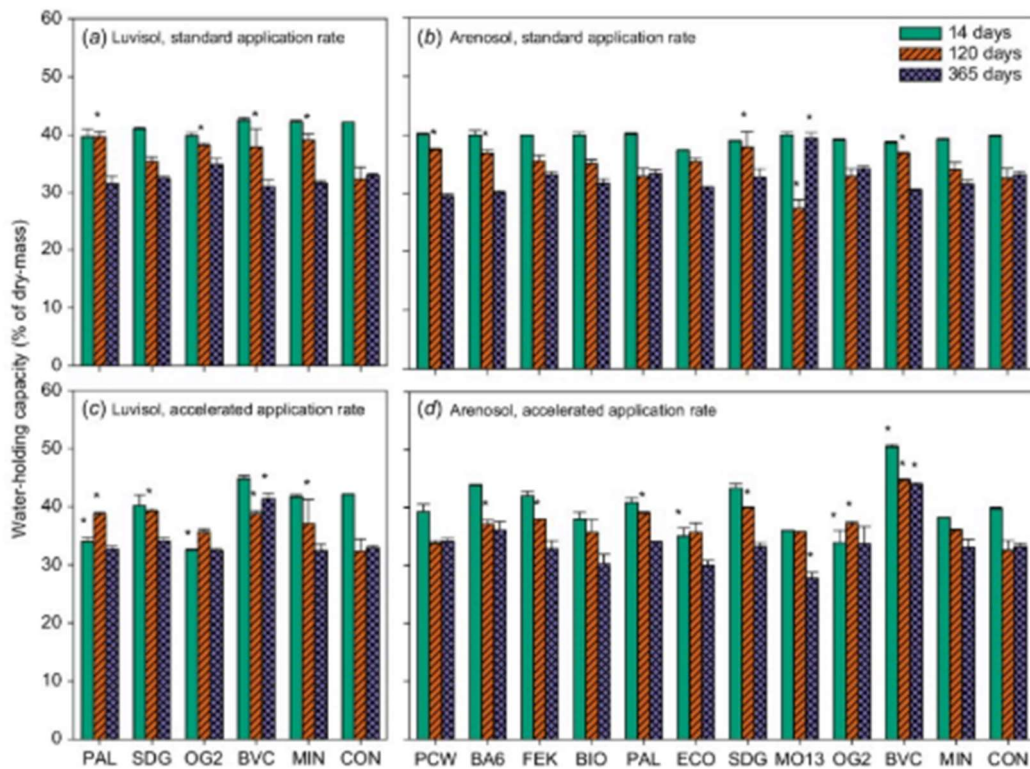 (a) Luvisol, standard application rate
(b) Arenosol, standard application rate
14 days
120 days
365 days
60
50
40
30
20
10
0
Water-holding capacity (% of dry-mass)
(c) Luvisol, accelerated application rate
(d) Arenosol, accelerated application rate
60
50
40
30
20
10
0
PAL SDG OG2 BVC MIN CON
PCW BA6 FEK BIO PAL ECO SDG MO13 OG2 BVC MIN CON